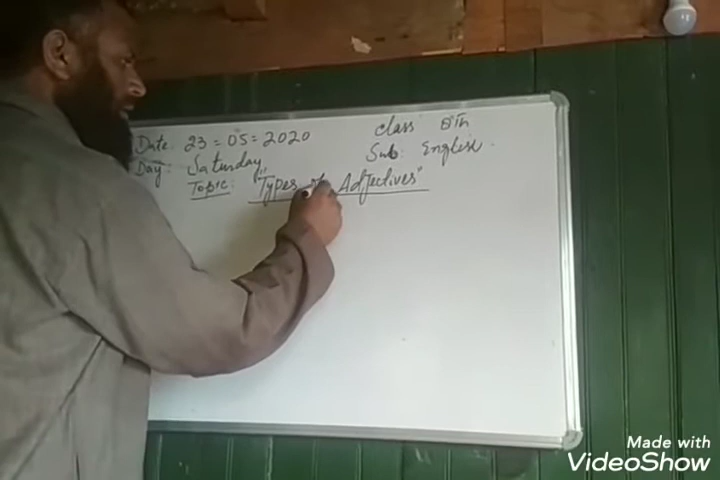 Date: 23 = 05 = 2020
Class 8Th
Day: Saturday
Sub: English.
Topic: "Types of Adjectives"
Made with
VideoShow